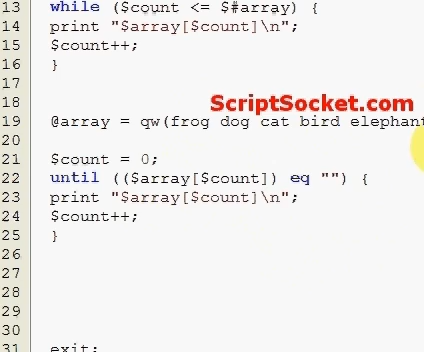 13 while ($count <= $#array) {
14 print "$array[$count]\n";
15 $count++;
16 }
17
18
ScriptSocket.com
19 @array = qw(frog dog cat bird elephant
20
21 $count = 0;
22 until (($array[$count]) eq "") {
23 print "$array[$count]\n";
24 $count++;
25 }
26
27
28
29
30
31 exit;